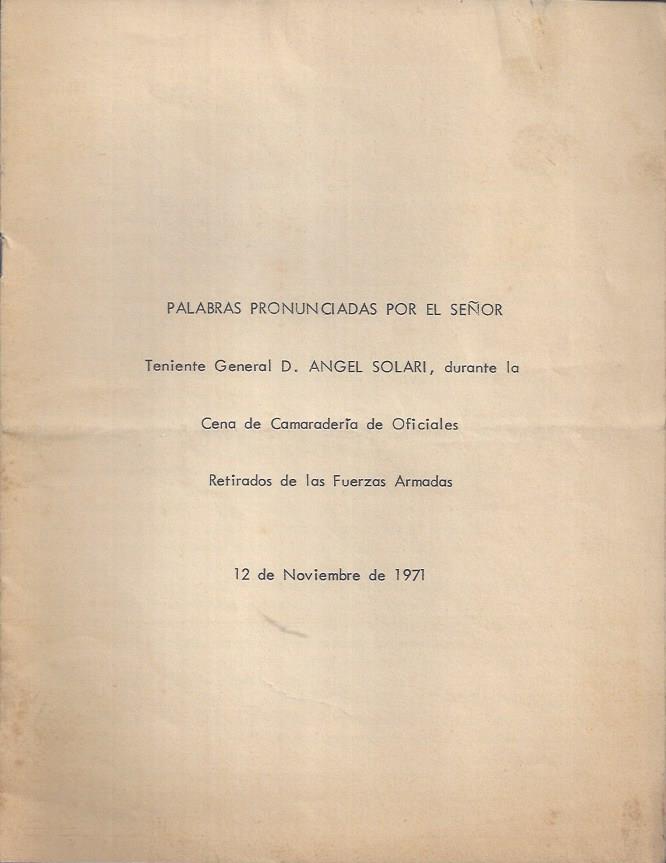 PALABRAS PRONUNCIADAS POR EL SEÑOR
Teniente General D. ANGEL SOLARI, durante la
Cena de Camaradería de Oficiales
Retirados de las Fuerzas Armadas
12 de Noviembre de 1971